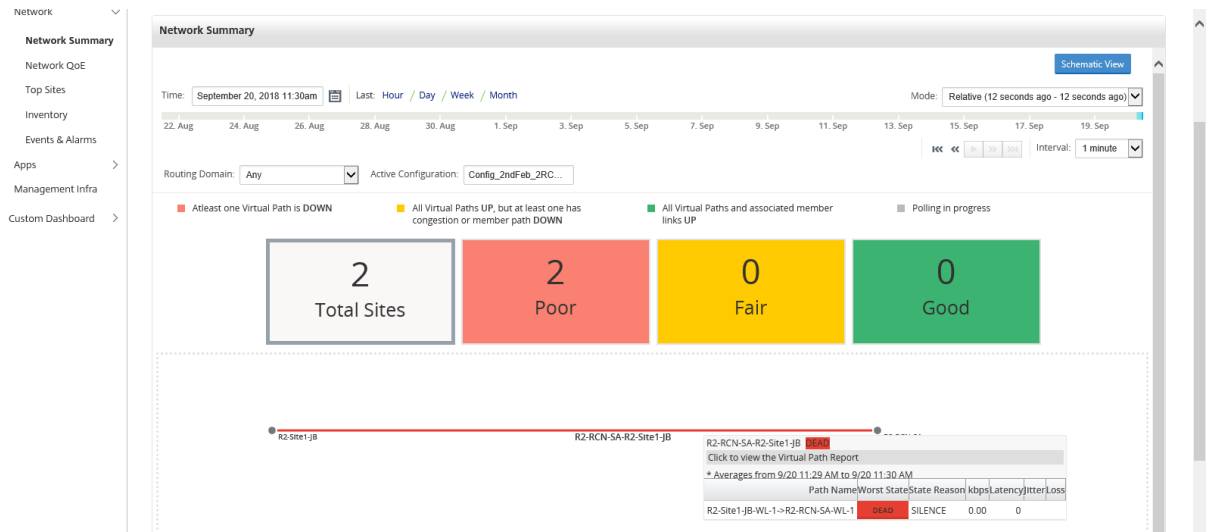 Network
Network Summary
Network QoE
Top Sites
Inventory
Events & Alarms
Apps
Management Infra
Custom Dashboard
Network Summary
Schematic View
Time: September 20, 2018 11:30am Last: Hour / Day / Week / Month Mode: Relative (12 seconds ago - 12 seconds ago)
22. Aug 24. Aug 26. Aug 28. Aug 30. Aug 1. Sep 3. Sep 5. Sep 7. Sep 9. Sep 11. Sep 13. Sep 15. Sep 17. Sep 19. Sep
Interval: 1 minute
Routing Domain: Any Active Configuration: Config_2ndFeb_2RC...
Atleast one Virtual Path is DOWN
All Virtual Paths UP, but at least one has
congestion or member path DOWN
All Virtual Paths and associated member
links UP
Polling in progress
2
Total Sites
2
Poor
0
Fair
0
Good
R2-Site1-JB
R2-RCN-SA-R2-Site1-JB
R2-RCN-SA-R2-Site1-JB DEAD
Click to view the Virtual Path Report
* Averages from 9/20 11:29 AM to 9/20 11:30 AM
Path Name Worst State State Reason kbps Latency Jitter Loss
R2-Site1-JB-WL-1->R2-RCN-SA-WL-1 DEAD SILENCE 0.00 0